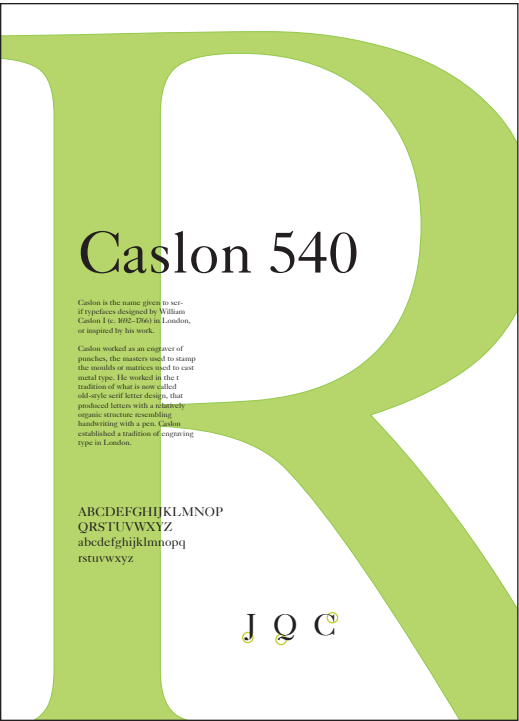 R
Caslon 540
Caslon is the name given to ser-
if typefaces designed by William
Caslon I (c. 1692–1766) in London,
or inspired by his work.
Caslon worked as an engraver of
punches, the masters used to stamp
the moulds or matrices used to cast
metal type. He worked in the t
tradition of what is now called
old-style serif letter design, that
produced letters with a relatively
organic structure resembling
handwriting with a pen. Caslon
established a tradition of engraving
type in London.
ABCDEFGHIJKLMNOP
QRSTUVWXYZ
abcdefghijklmnopq
rstuvwxyz
J Q C